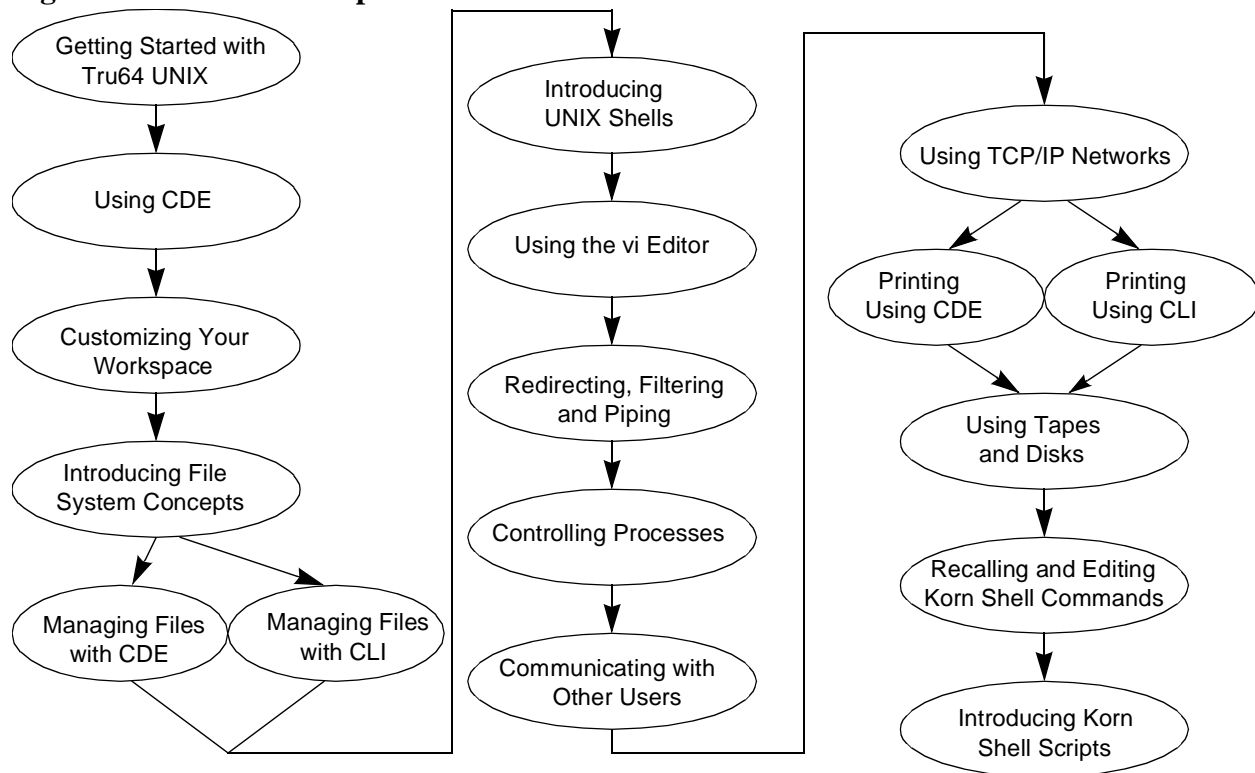 Getting Started with
Tru64 UNIX
Using CDE
Customizing Your
Workspace
Introducing File
System Concepts
Managing Files
with CDE
Managing Files
with CLI
Introducing
UNIX Shells
Using the vi Editor
Redirecting, Filtering
and Piping
Controlling Processes
Communicating with
Other Users
Using TCP/IP Networks
Printing
Using CDE
Printing
Using CLI
Using Tapes
and Disks
Recalling and Editing
Korn Shell Commands
Introducing Korn
Shell Scripts